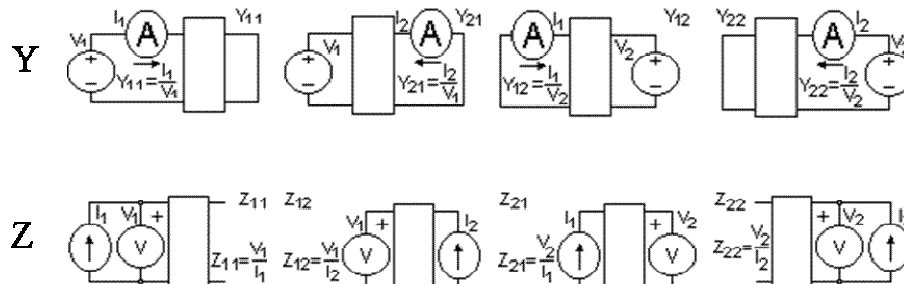 Y
I1 Y11
V1 + A
−
Y11=I1/V1
I2 Y21
V1 + A
−
Y21=I2/V1
I1 Y12
A V2 +
−
Y12=I1/V2
Y22 I2
A +
−
Y22=I2/V2
Z
I1 V1 + Z11
V
Z11=V1/I1
Z12
V1 + I2
V
Z12=V1/I2
Z21
I1 + V2
V
Z21=V2/I1
Z22
+ V2
V
Z22=V2/I2